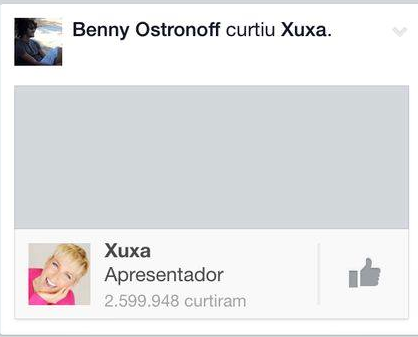 Benny Ostronoff curtiu Xuxa.
Xuxa
Apresentador
2.599.948 curtiram